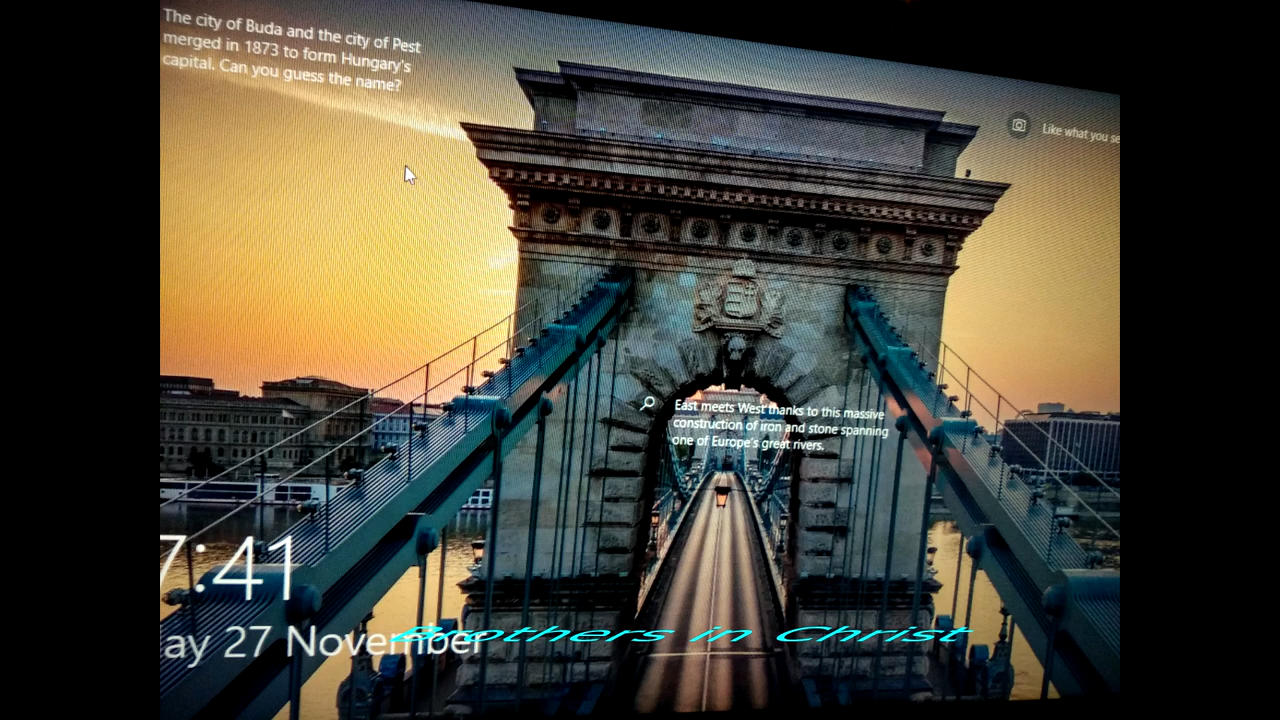 The city of Buda and the city of Pest
merged in 1873 to form Hungary's
capital. Can you guess the name?
Like what you se
East meets West thanks to this massive
construction of iron and stone spanning
one of Europe's great rivers.
7:41
ay 27 November
Brothers in Christ